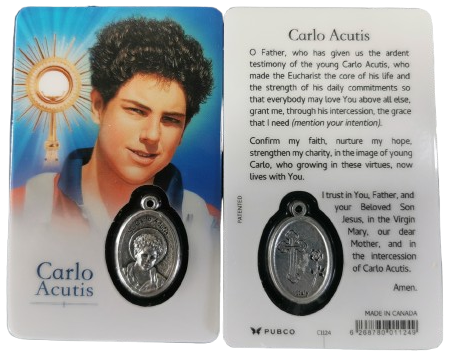 Carlo
Acutis
Carlo Acutis
O Father, who has given us the ardent
testimony of the young Carlo Acutis, who
made the Eucharist the core of his life and
the strength of his daily commitments so
that everybody may love You above all else,
grant me, through his intercession, the grace
that I need (mention your intention).
Confirm my faith, nurture my hope,
strengthen my charity, in the image of young
Carlo, who growing in these virtues, now
lives with You.
I trust in You, Father, and
your Beloved Son
Jesus, in the Virgin
Mary, our dear
Mother, and in
the intercession
of Carlo Acutis.
Amen.
PATENTED
MADE IN CANADA
PUBCO
6 268780 011249